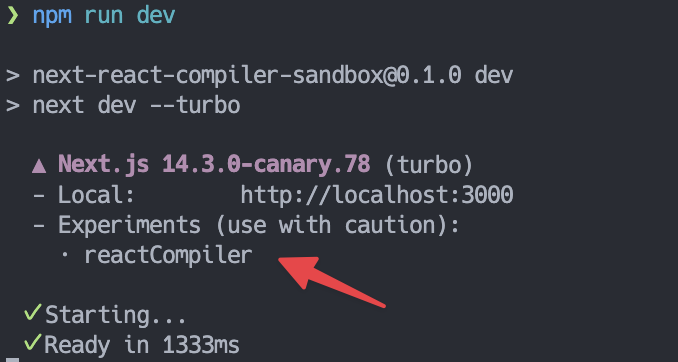 ❯ npm run dev
> next-react-compiler-sandbox@0.1.0 dev
> next dev --turbo
▲ Next.js 14.3.0-canary.78 (turbo)
- Local: http://localhost:3000
- Experiments (use with caution):
· reactCompiler
✓Starting...
✓Ready in 1333ms